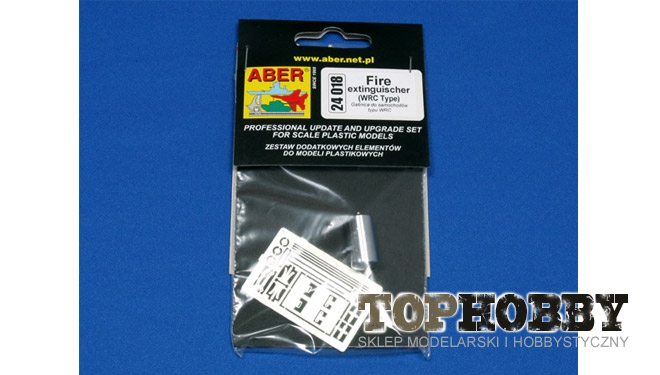 www.aber.net.pl
ABER
SINCE 1995
24 018
Fire
extinguischer
(WRC Type)
Gaśnica do samochodów
typu WRC
PROFESSIONAL UPDATE AND UPGRADE SET
FOR SCALE PLASTIC MODELS
ZESTAW DODATKOWYCH ELEMENTÓW
DO MODELI PLASTIKOWYCH
TOPHOBBY
SKLEP MODELARSKI I HOBBYSTYCZNY